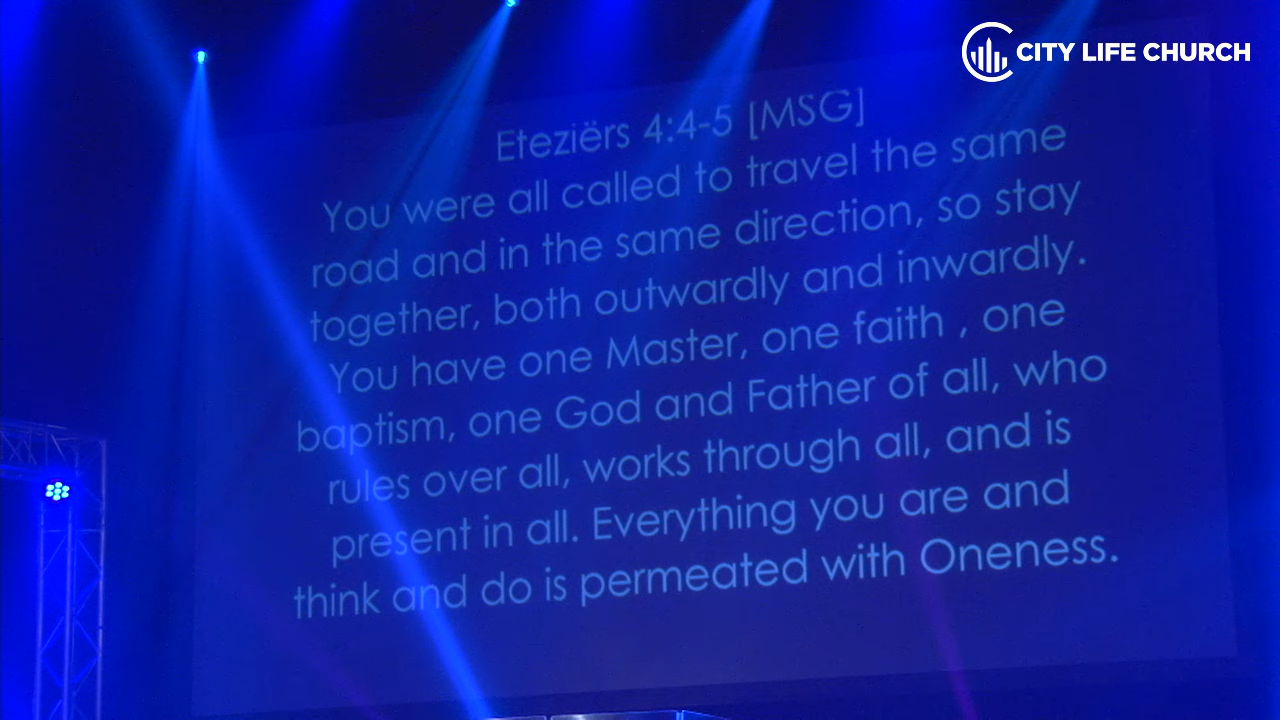 CITY LIFE CHURCH
Eteziërs 4:4-5 [MSG]
You were all called to travel the same
road and in the same direction, so stay
together, both outwardly and inwardly.
You have one Master, one faith , one
baptism, one God and Father of all, who
rules over all, works through all, and is
present in all. Everything you are and
think and do is permeated with Oneness.